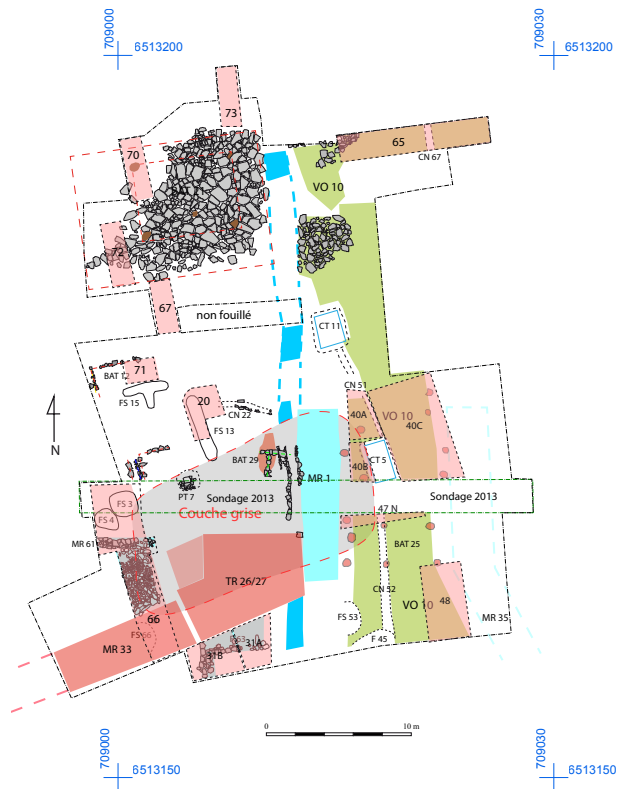 709000
6513200
709030
6513200
73
70
65
CN 67
VO 10
72
67
non fouillé
CT 11
71
BAT 12
FS 15
20
CN 22
FS 13
CN 51
40A
VO 10
40C
BAT 29
40B
CT 5
MR 1
PT 7
FS 3
Sondage 2013
Sondage 2013
FS 4
Couche grise
47 N
MR 61
BAT 25
TR 26/27
CN 52
66
FS 53
VO 10
48
MR 35
FS 66
MR 33
31A
31B
F 45
N
0
10 m
709000
6513150
709030
6513150